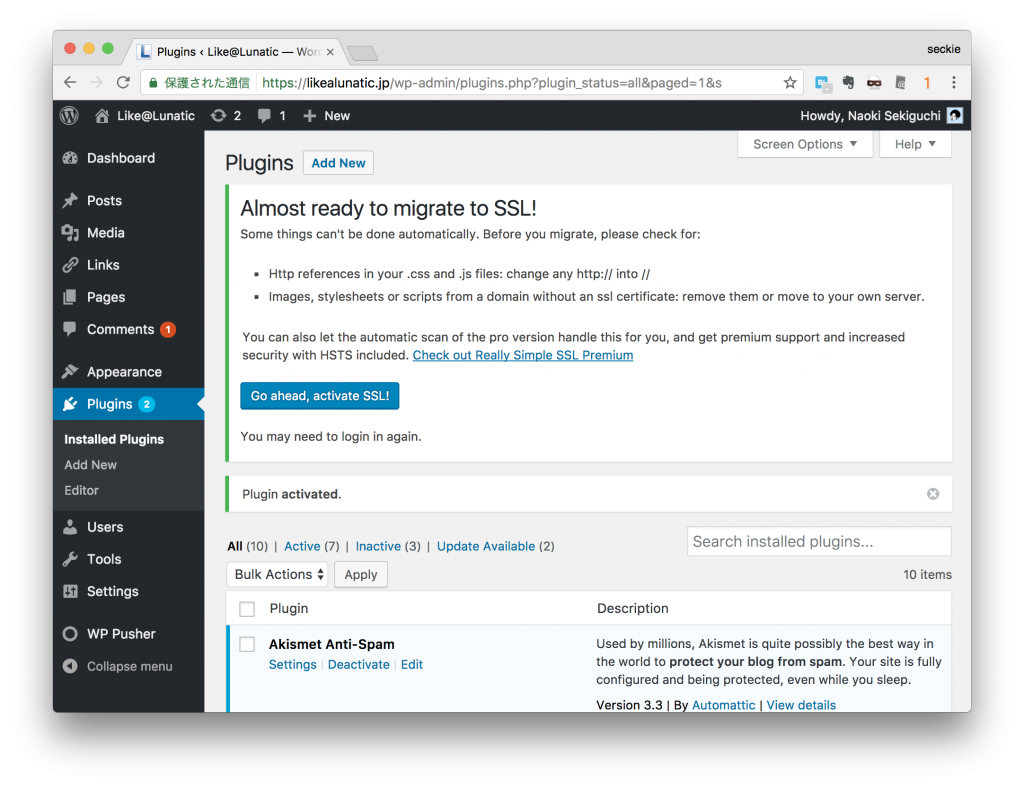 Plugins ‹ Like@Lunatic — Wor
seckie
保護された通信
https://likealunatic.jp/wp-admin/plugins.php?plugin_status=all&paged=1&s
Like@Lunatic
2
1
New
Howdy, Naoki Sekiguchi
Dashboard
Posts
Media
Links
Pages
Comments 1
Appearance
Plugins 2
Installed Plugins
Add New
Editor
Users
Tools
Settings
WP Pusher
Collapse menu
Screen Options
Help
Plugins
Add New
Almost ready to migrate to SSL!
Some things can't be done automatically. Before you migrate, please check for:
Http references in your .css and .js files: change any http:// into //
Images, stylesheets or scripts from a domain without an ssl certificate: remove them or move to your own server.
You can also let the automatic scan of the pro version handle this for you, and get premium support and increased
security with HSTS included. Check out Really Simple SSL Premium
Go ahead, activate SSL!
You may need to login in again.
Plugin activated.
All (10) | Active (7) | Inactive (3) | Update Available (2)
Search installed plugins...
Bulk Actions
Apply
10 items
Plugin
Description
Akismet Anti-Spam
Settings | Deactivate | Edit
Used by millions, Akismet is quite possibly the best way in
the world to protect your blog from spam. Your site is fully
configured and being protected, even while you sleep.
Version 3.3 | By Automattic | View details